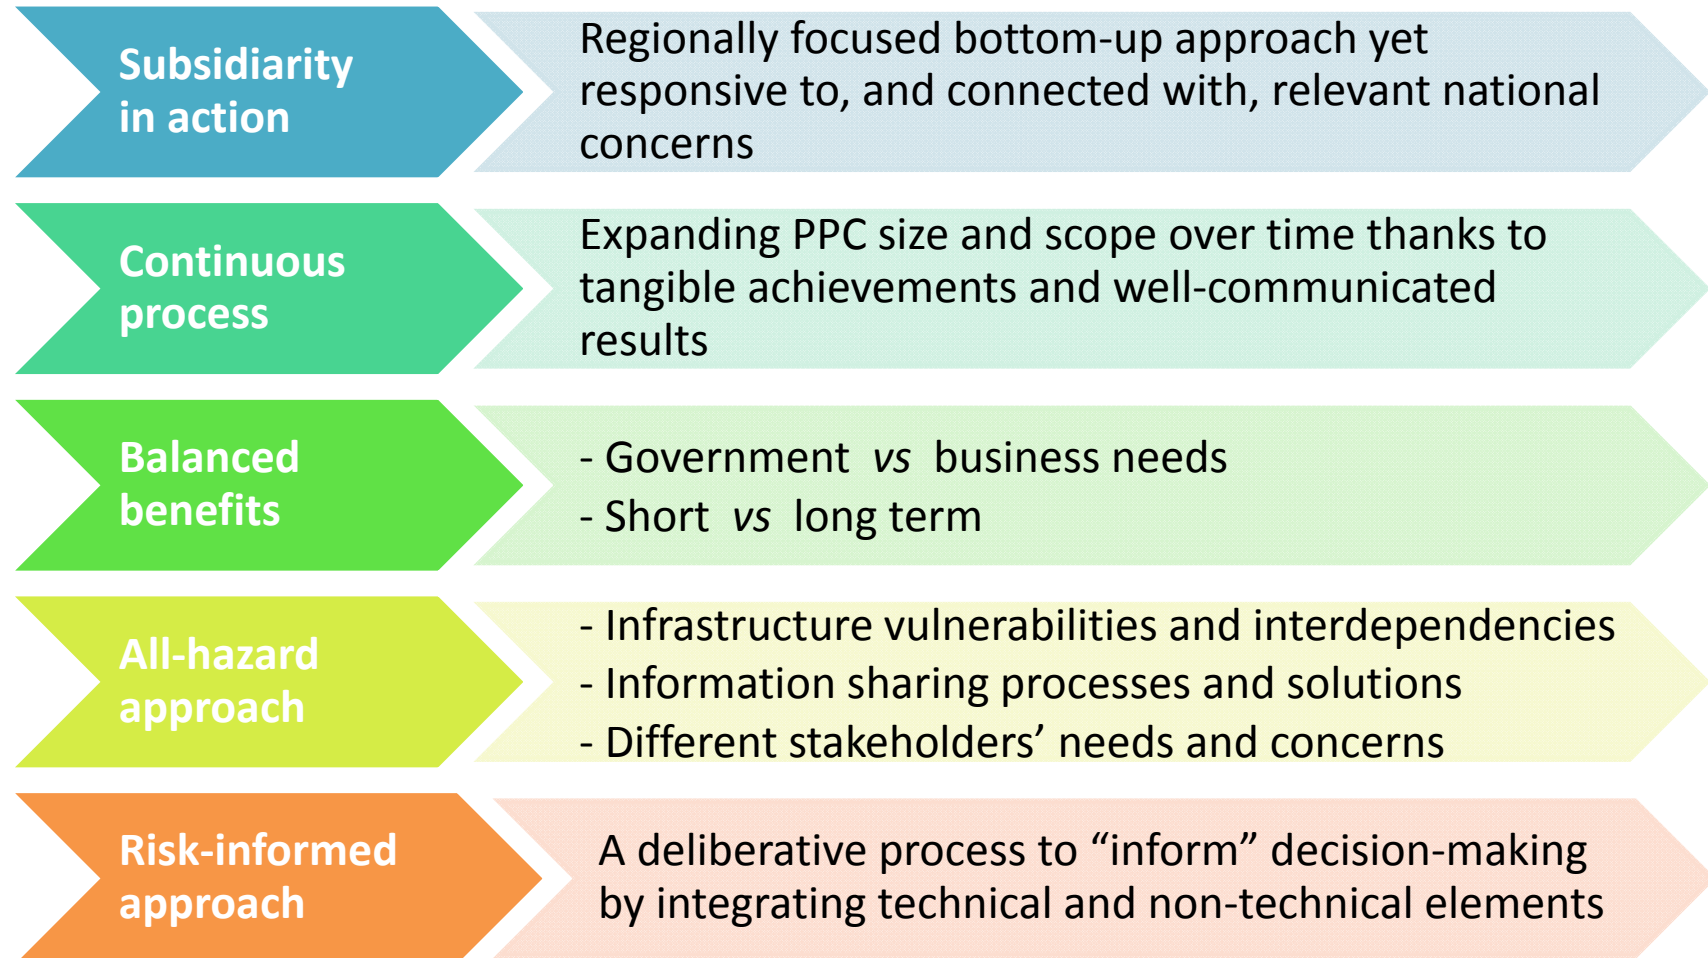 Subsidiarity
in action
Regionally focused bottom-up approach yet
responsive to, and connected with, relevant national
concerns
Continuous
process
Expanding PPC size and scope over time thanks to
tangible achievements and well-communicated
results
Balanced
benefits
- Government vs business needs
- Short vs long term
All-hazard
approach
- Infrastructure vulnerabilities and interdependencies
- Information sharing processes and solutions
- Different stakeholders’ needs and concerns
Risk-informed
approach
A deliberative process to “inform” decision-making
by integrating technical and non-technical elements